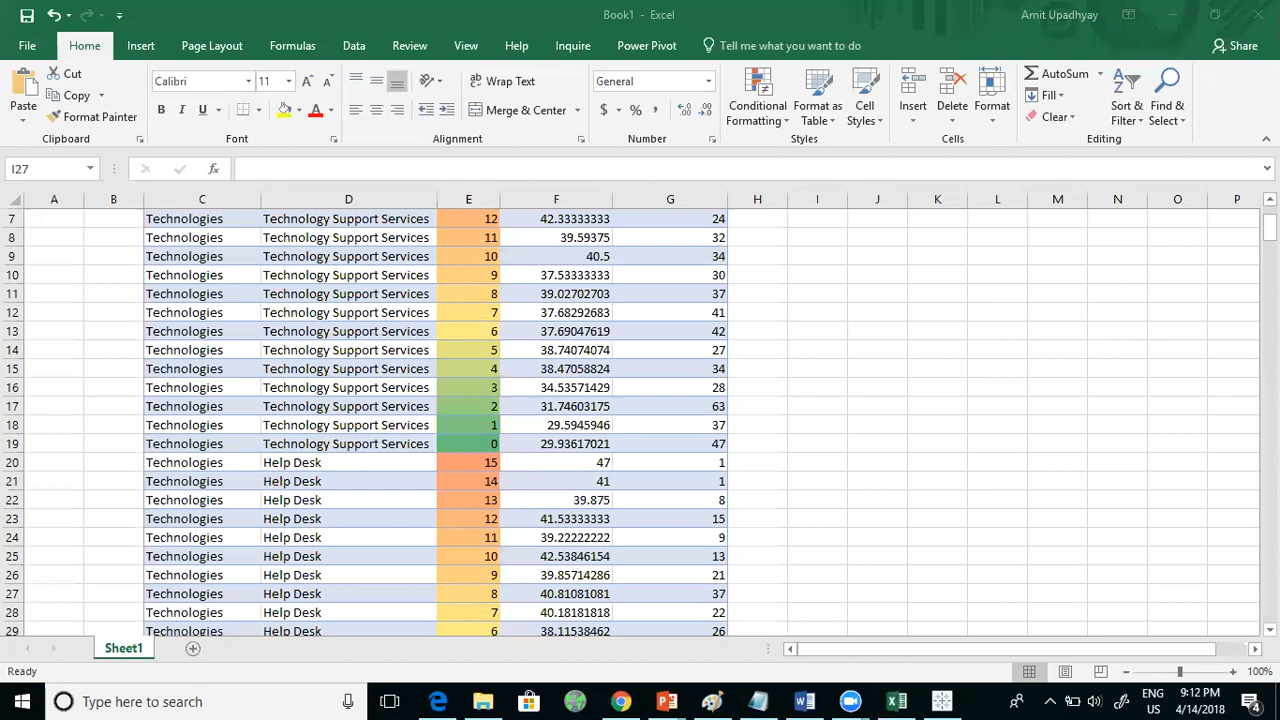 Book1 - Excel
Amit Upadhyay
File Home Insert Page Layout Formulas Data Review View Help Inquire Power Pivot Tell me what you want to do Share
Paste
Cut
Copy
Format Painter
Clipboard
Calibri 11
B I U A
Font
Wrap Text
Merge & Center
Alignment
General
$ % ,
Number
Conditional Formatting
Format as Table
Cell Styles
Styles
Insert Delete Format
Cells
AutoSum
Fill
Clear
Sort & Filter
Find & Select
Editing
I27 fx
A B C D E F G H I J K L M N O P
7 Technologies Technology Support Services 12 42.33333333 24
8 Technologies Technology Support Services 11 39.59375 32
9 Technologies Technology Support Services 10 40.5 34
10 Technologies Technology Support Services 9 37.53333333 30
11 Technologies Technology Support Services 8 39.02702703 37
12 Technologies Technology Support Services 7 37.68292683 41
13 Technologies Technology Support Services 6 37.69047619 42
14 Technologies Technology Support Services 5 38.74074074 27
15 Technologies Technology Support Services 4 38.47058824 34
16 Technologies Technology Support Services 3 34.53571429 28
17 Technologies Technology Support Services 2 31.74603175 63
18 Technologies Technology Support Services 1 29.5945946 37
19 Technologies Technology Support Services 0 29.93617021 47
20 Technologies Help Desk 15 47 1
21 Technologies Help Desk 14 41 1
22 Technologies Help Desk 13 39.875 8
23 Technologies Help Desk 12 41.53333333 15
24 Technologies Help Desk 11 39.22222222 9
25 Technologies Help Desk 10 42.53846154 13
26 Technologies Help Desk 9 39.85714286 21
27 Technologies Help Desk 8 40.81081081 37
28 Technologies Help Desk 7 40.18181818 22
29 Technologies Help Desk 6 38.11538462 26
Sheet1
Ready
100%
Type here to search
ENG
US
9:12 PM
4/14/2018
4